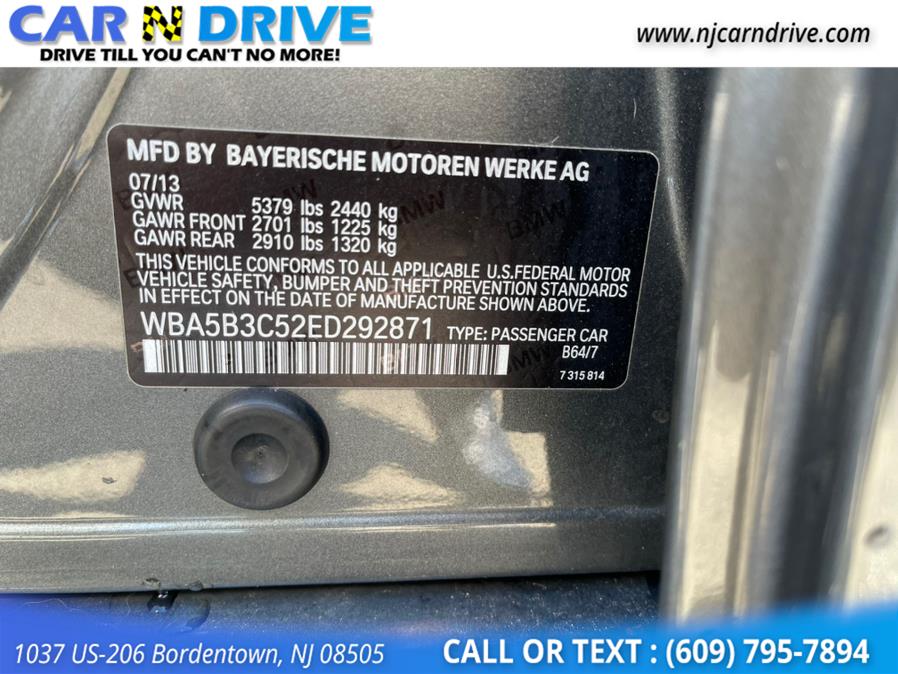 CAR N DRIVE
DRIVE TILL YOU CAN'T NO MORE!
www.njcarndrive.com
MFD BY BAYERISCHE MOTOREN WERKE AG
07/13
GVWR 5379 lbs 2440 kg
GAWR FRONT 2701 lbs 1225 kg
GAWR REAR 2910 lbs 1320 kg
THIS VEHICLE CONFORMS TO ALL APPLICABLE U.S.FEDERAL MOTOR
VEHICLE SAFETY, BUMPER AND THEFT PREVENTION STANDARDS
IN EFFECT ON THE DATE OF MANUFACTURE SHOWN ABOVE.
WBA5B3C52ED292871 TYPE: PASSENGER CAR
B64/7
7 315 814
1037 US-206 Bordentown, NJ 08505
CALL OR TEXT : (609) 795-7894